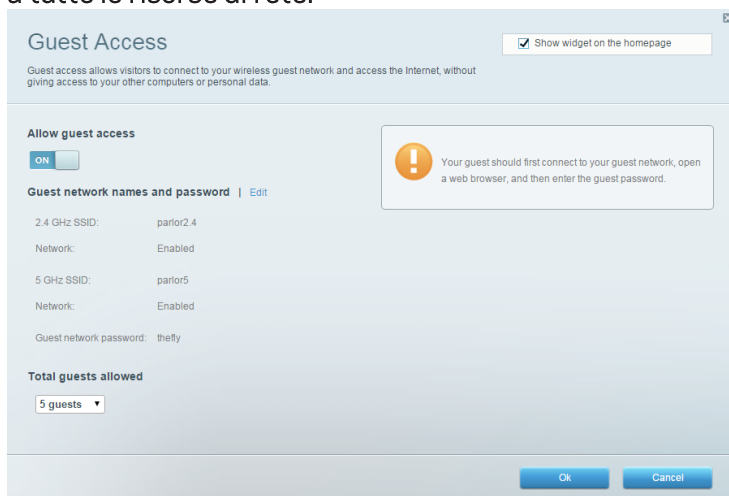 a tutte le risorse di rete.
Guest Access
Show widget on the homepage
Guest access allows visitors to connect to your wireless guest network and access the Internet, without
giving access to your other computers or personal data.
Allow guest access
ON
Your guest should first connect to your guest network, open
a web browser, and then enter the guest password.
Guest network names and password | Edit
2.4 GHz SSID: parlor2.4
Network: Enabled
5 GHz SSID: parlor5
Network: Enabled
Guest network password: thefly
Total guests allowed
5 guests
Ok
Cancel